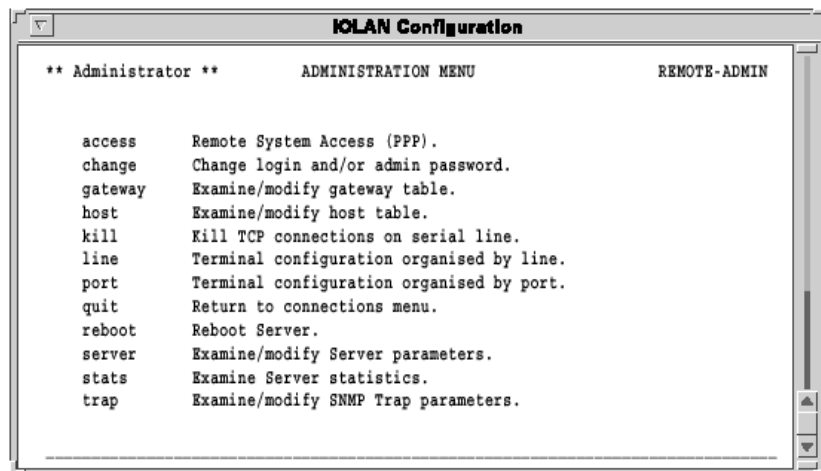 IOLAN Configuration
** Administrator ** ADMINISTRATION MENU REMOTE-ADMIN
access Remote System Access (PPP).
change Change login and/or admin password.
gateway Examine/modify gateway table.
host Examine/modify host table.
kill Kill TCP connections on serial line.
line Terminal configuration organised by line.
port Terminal configuration organised by port.
quit Return to connections menu.
reboot Reboot Server.
server Examine/modify Server parameters.
stats Examine Server statistics.
trap Examine/modify SNMP Trap parameters.